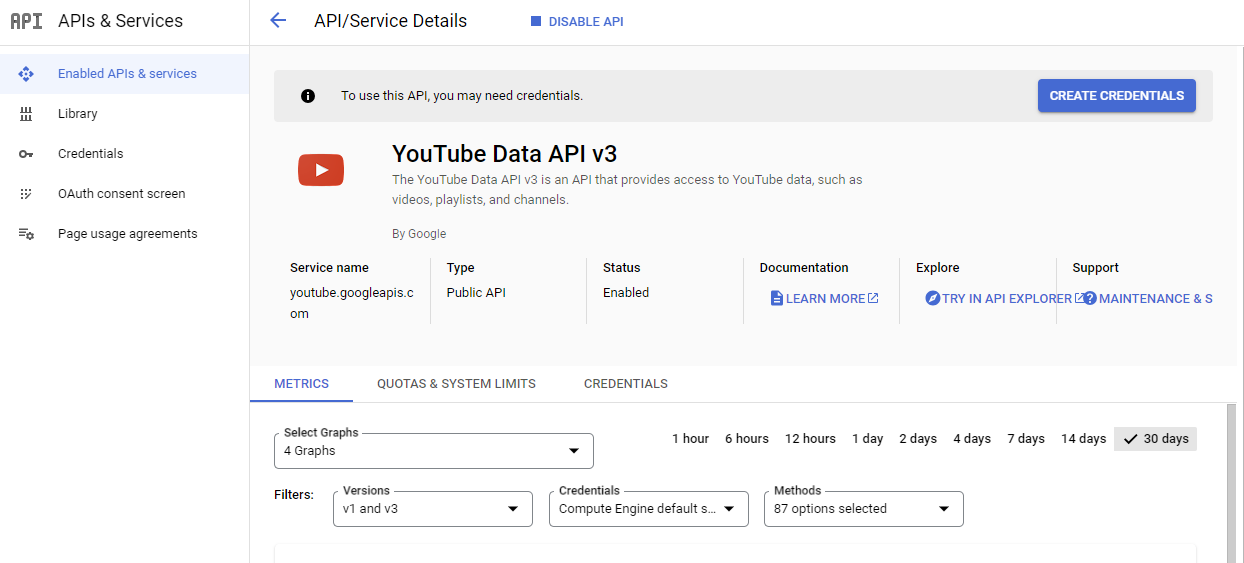 API APIs & Services
API/Service Details
DISABLE API
Enabled APIs & services
Library
Credentials
OAuth consent screen
Page usage agreements
To use this API, you may need credentials.
CREATE CREDENTIALS
YouTube Data API v3
The YouTube Data API v3 is an API that provides access to YouTube data, such as
videos, playlists, and channels.
By Google
Service name
youtube.googleapis.c
om
Type
Public API
Status
Enabled
Documentation
LEARN MORE
Explore
TRY IN API EXPLORER
Support
MAINTENANCE & S
METRICS QUOTAS & SYSTEM LIMITS CREDENTIALS
Select Graphs
4 Graphs
1 hour 6 hours 12 hours 1 day 2 days 4 days 7 days 14 days 30 days
Filters:
Versions
v1 and v3
Credentials
Compute Engine default s...
Methods
87 options selected